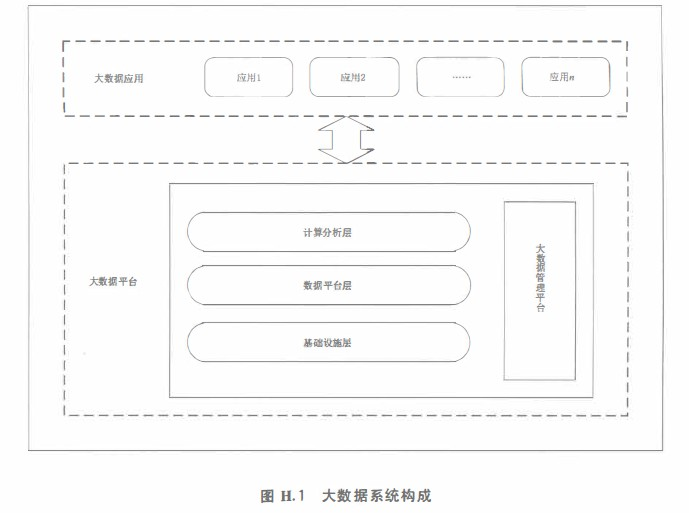 大数据应用
应用1
应用2
……
应用n
计算分析层
大数据管理平台
大数据平台
数据平台层
基础设施层
图 H.1 大数据系统构成